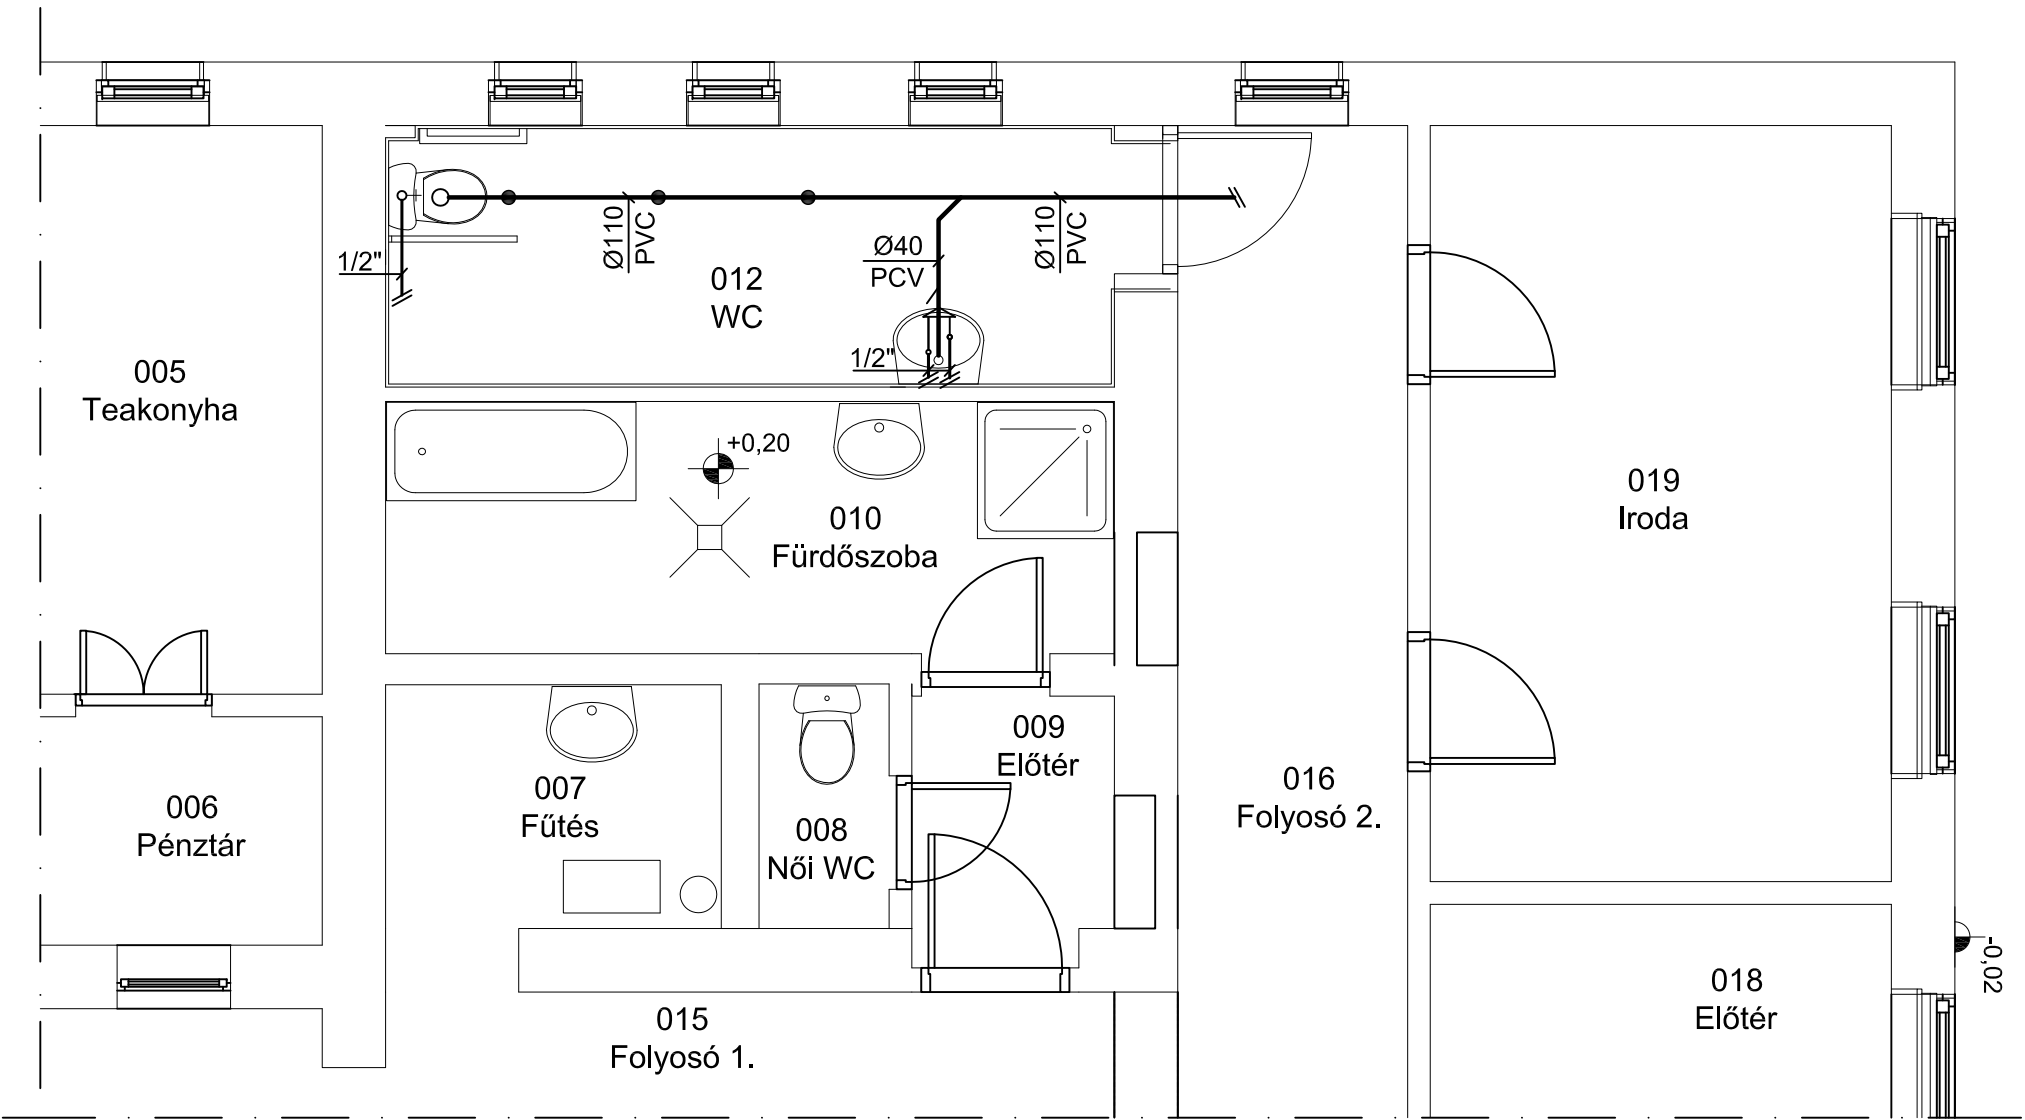 Ø110
PVC
Ø40
PCV
Ø110
PVC
1/2"
012
WC
1/2"
005
Teakonyha
+0,20
010
Fürdőszoba
019
Iroda
009
Előtér
007
Fűtés
008
Női WC
016
Folyosó 2.
006
Pénztár
-0,02
018
Előtér
015
Folyosó 1.